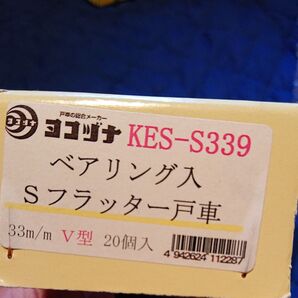 戸車の総合メーカー
ヨコヅナ KES-S339
ベアリング入
Sフラッター戸車
33m/m V型 20個入
4 942624 112287